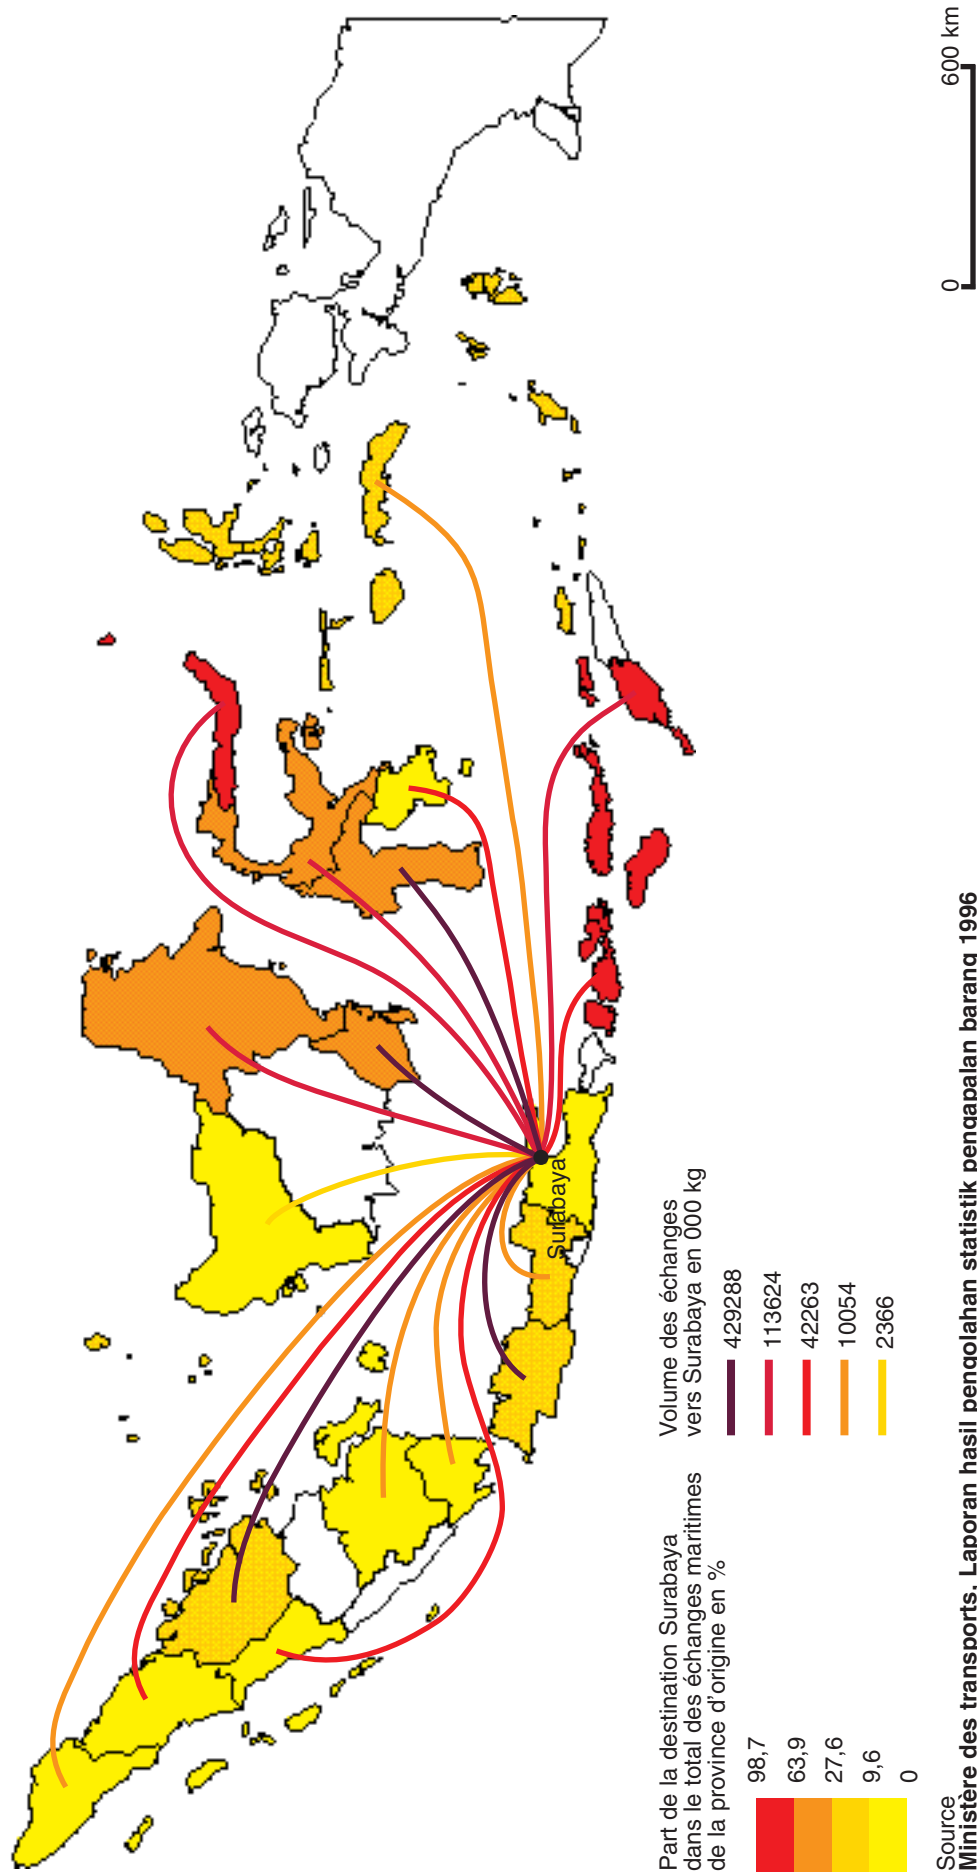 Surabaya
Part de la destination Surabaya
dans le total des échanges maritimes
de la province d'origine en %
98,7
63,9
27,6
9,6
0
Volume des échanges
vers Surabaya en 000 kg
429288
113624
42263
10054
2366
0
600 km
Source
Ministère des transports. Laporan hasil pengolahan statistik pengapalan barang 1996